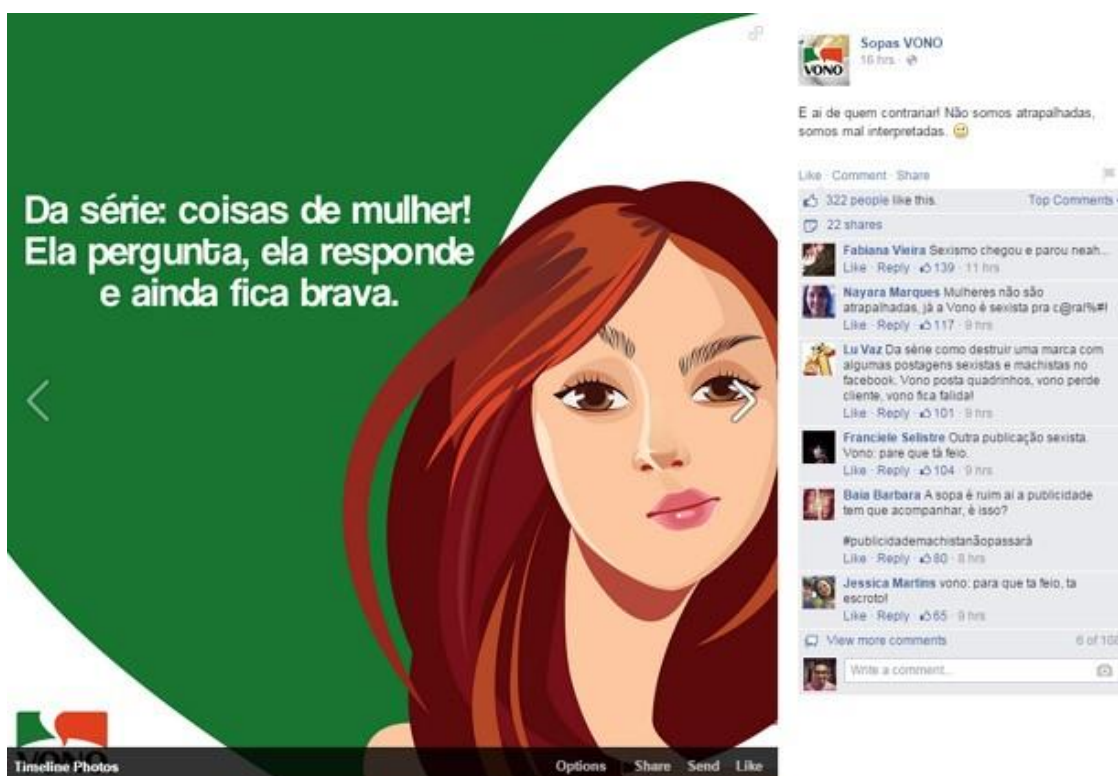 Da série: coisas de mulher!
Ela pergunta, ela responde
e ainda fica brava.
VONO
Timeline Photos
Options Share Send Like
VONO
Sopas VONO
16 hrs ·
E ai de quem contrariar! Não somos atrapalhadas,
somos mal interpretadas.
Like · Comment · Share
322 people like this.
Top Comments
22 shares
Fabiana Vieira Sexismo chegou e parou neah...
Like · Reply · 139 · 11 hrs
Nayara Marques Mulheres não são
atrapalhadas, já a Vono é sexista pra c@ral%#!
Like · Reply · 117 · 9 hrs
Lu Vaz Da série como destruir uma marca com
algumas postagens sexistas e machistas no
facebook. Vono posta quadrinhos, vono perde
cliente, vono fica falida!
Like · Reply · 101 · 9 hrs
Franciele Selistre Outra publicação sexista.
Vono: pare que tá feio.
Like · Reply · 104 · 9 hrs
Baia Barbara A sopa é ruim aí a publicidade
tem que acompanhar, é isso?
#publicidademachistanãopassará
Like · Reply · 80 · 8 hrs
Jessica Martins vono: para que ta feio, ta
escroto!
Like · Reply · 65 · 9 hrs
View more comments
6 of
Write a comment...